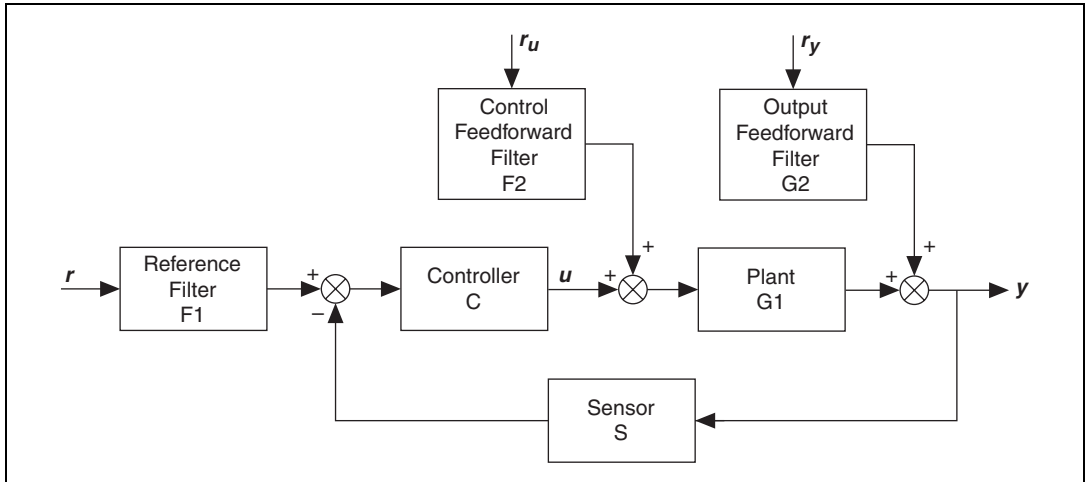 r_u
r_y
Control
Feedforward
Filter
F2
Output
Feedforward
Filter
G2
r
Reference
Filter
F1
+
−
Controller
C
u
+
+
Plant
G1
+
+
y
Sensor
S